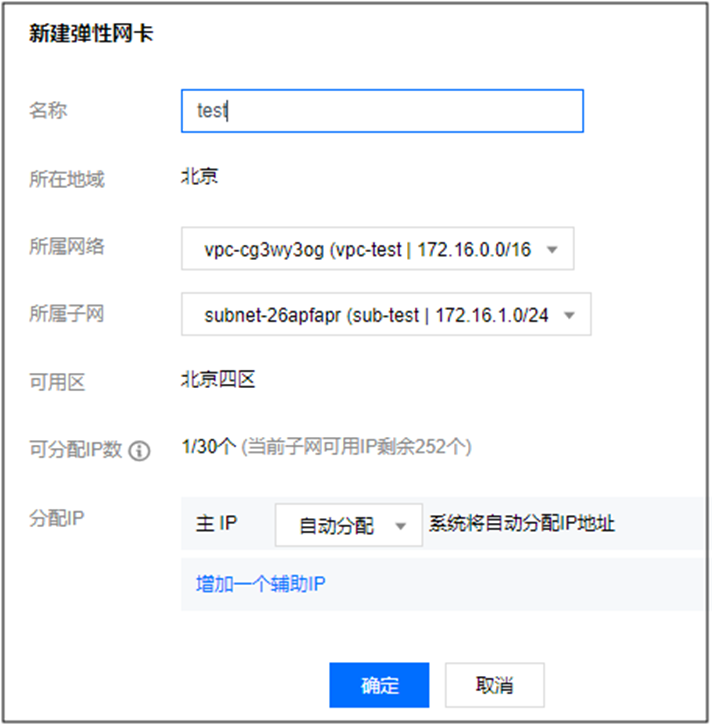 新建弹性网卡
名称 test
所在地域 北京
所属网络 vpc-cg3wy3og (vpc-test | 172.16.0.0/16
所属子网 subnet-26apfapr (sub-test | 172.16.1.0/24
可用区 北京四区
可分配IP数 1/30个 (当前子网可用IP剩余252个)
分配IP 主 IP 自动分配 系统将自动分配IP地址
增加一个辅助IP
确定 取消